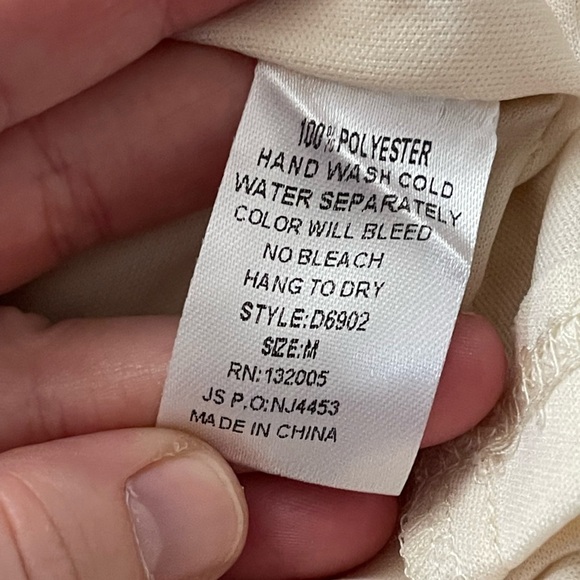 100% POLYESTER
HAND WASH COLD
WATER SEPARATELY
COLOR WILL BLEED
NO BLEACH
HANG TO DRY
STYLE:D6902
SIZE:M
RN:132005
JS P.O:NJ4453
MADE IN CHINA